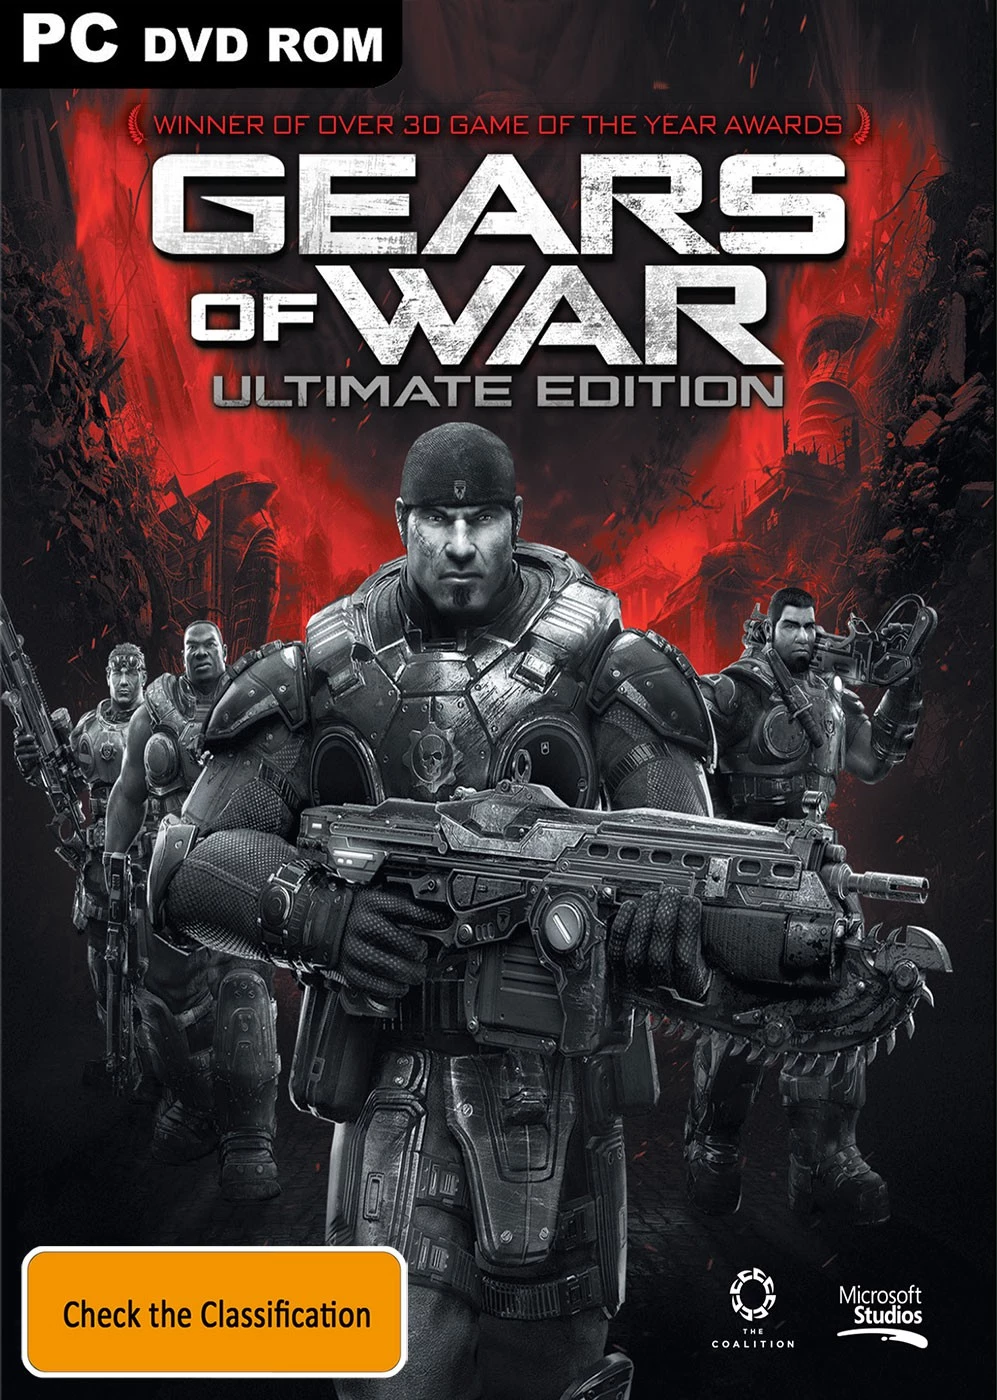 PC DVD ROM
WINNER OF OVER 30 GAME OF THE YEAR AWARDS
GEARS
OF WAR
ULTIMATE EDITION
Check the Classification
THE
COALITION
Microsoft
Studios